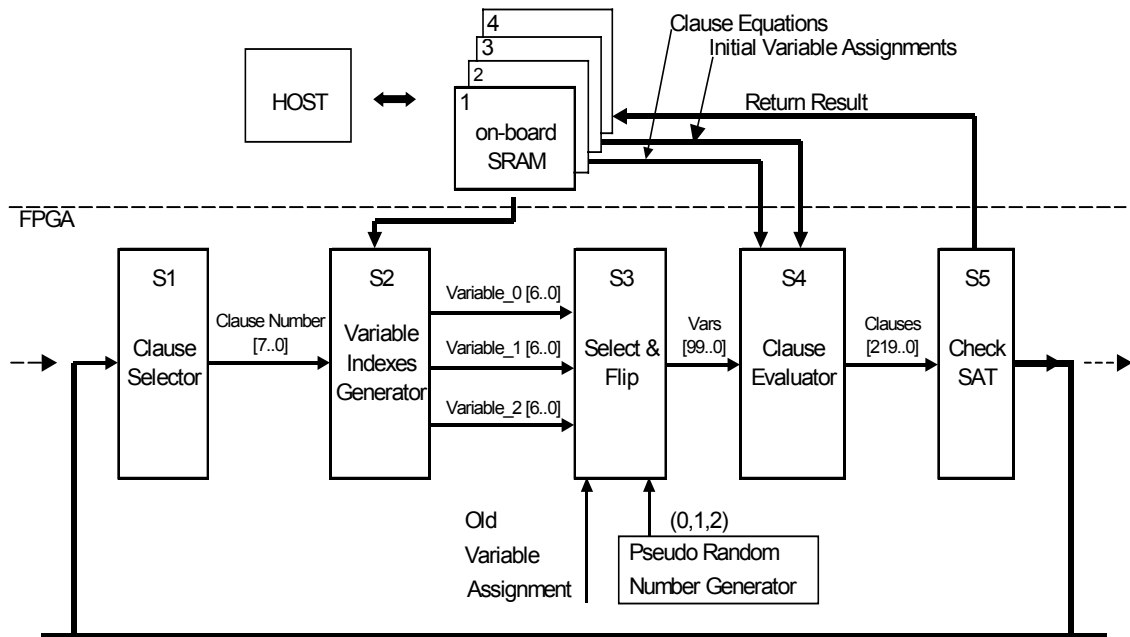 4
3
2
1
on-board
SRAM
HOST
Clause Equations
Initial Variable Assignments
Return Result
FPGA
S1
Clause
Selector
Clause Number
[7..0]
S2
Variable
Indexes
Generator
Variable_0 [6..0]
Variable_1 [6..0]
Variable_2 [6..0]
S3
Select &
Flip
Vars
[99..0]
S4
Clause
Evaluator
Clauses
[219..0]
S5
Check
SAT
Old
Variable
Assignment
(0,1,2)
Pseudo Random
Number Generator